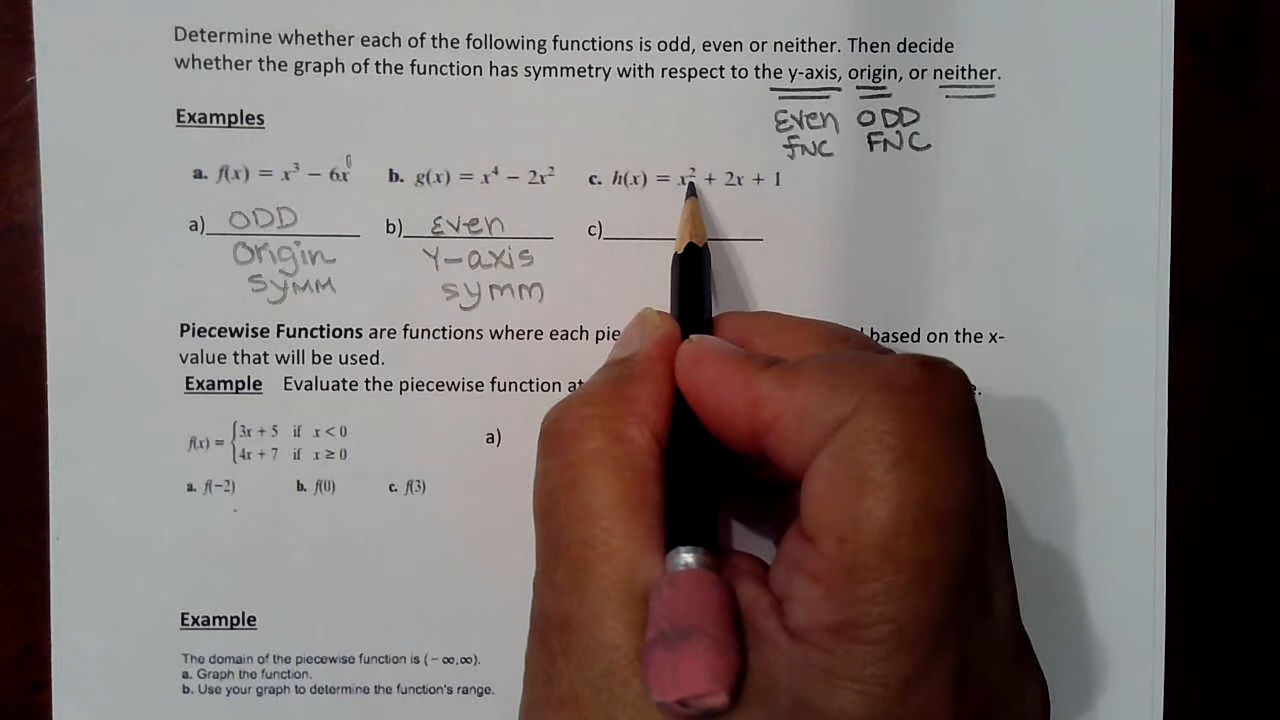 Determine whether each of the following functions is odd, even or neither. Then decide
whether the graph of the function has symmetry with respect to the y-axis, origin, or neither.
Examples
Even ODD
fNC FNC
a. f(x) = x³ – 6x b. g(x) = x⁴ – 2x² c. h(x) = x² + 2x + 1
a) ODD b) Even c)
Origin Y-axis
SYMM symm
Piecewise Functions are functions where each based on the x-
value that will be used.
Example Evaluate the piecewise function
f(x) = { 3x + 5 if x < 0
4x + 7 if x ≥ 0
a)
a. f(–2) b. f(0) c. f(3)
Example
The domain of the piecewise function is (– ∞,∞).
a. Graph the function.
b. Use your graph to determine the function's range.